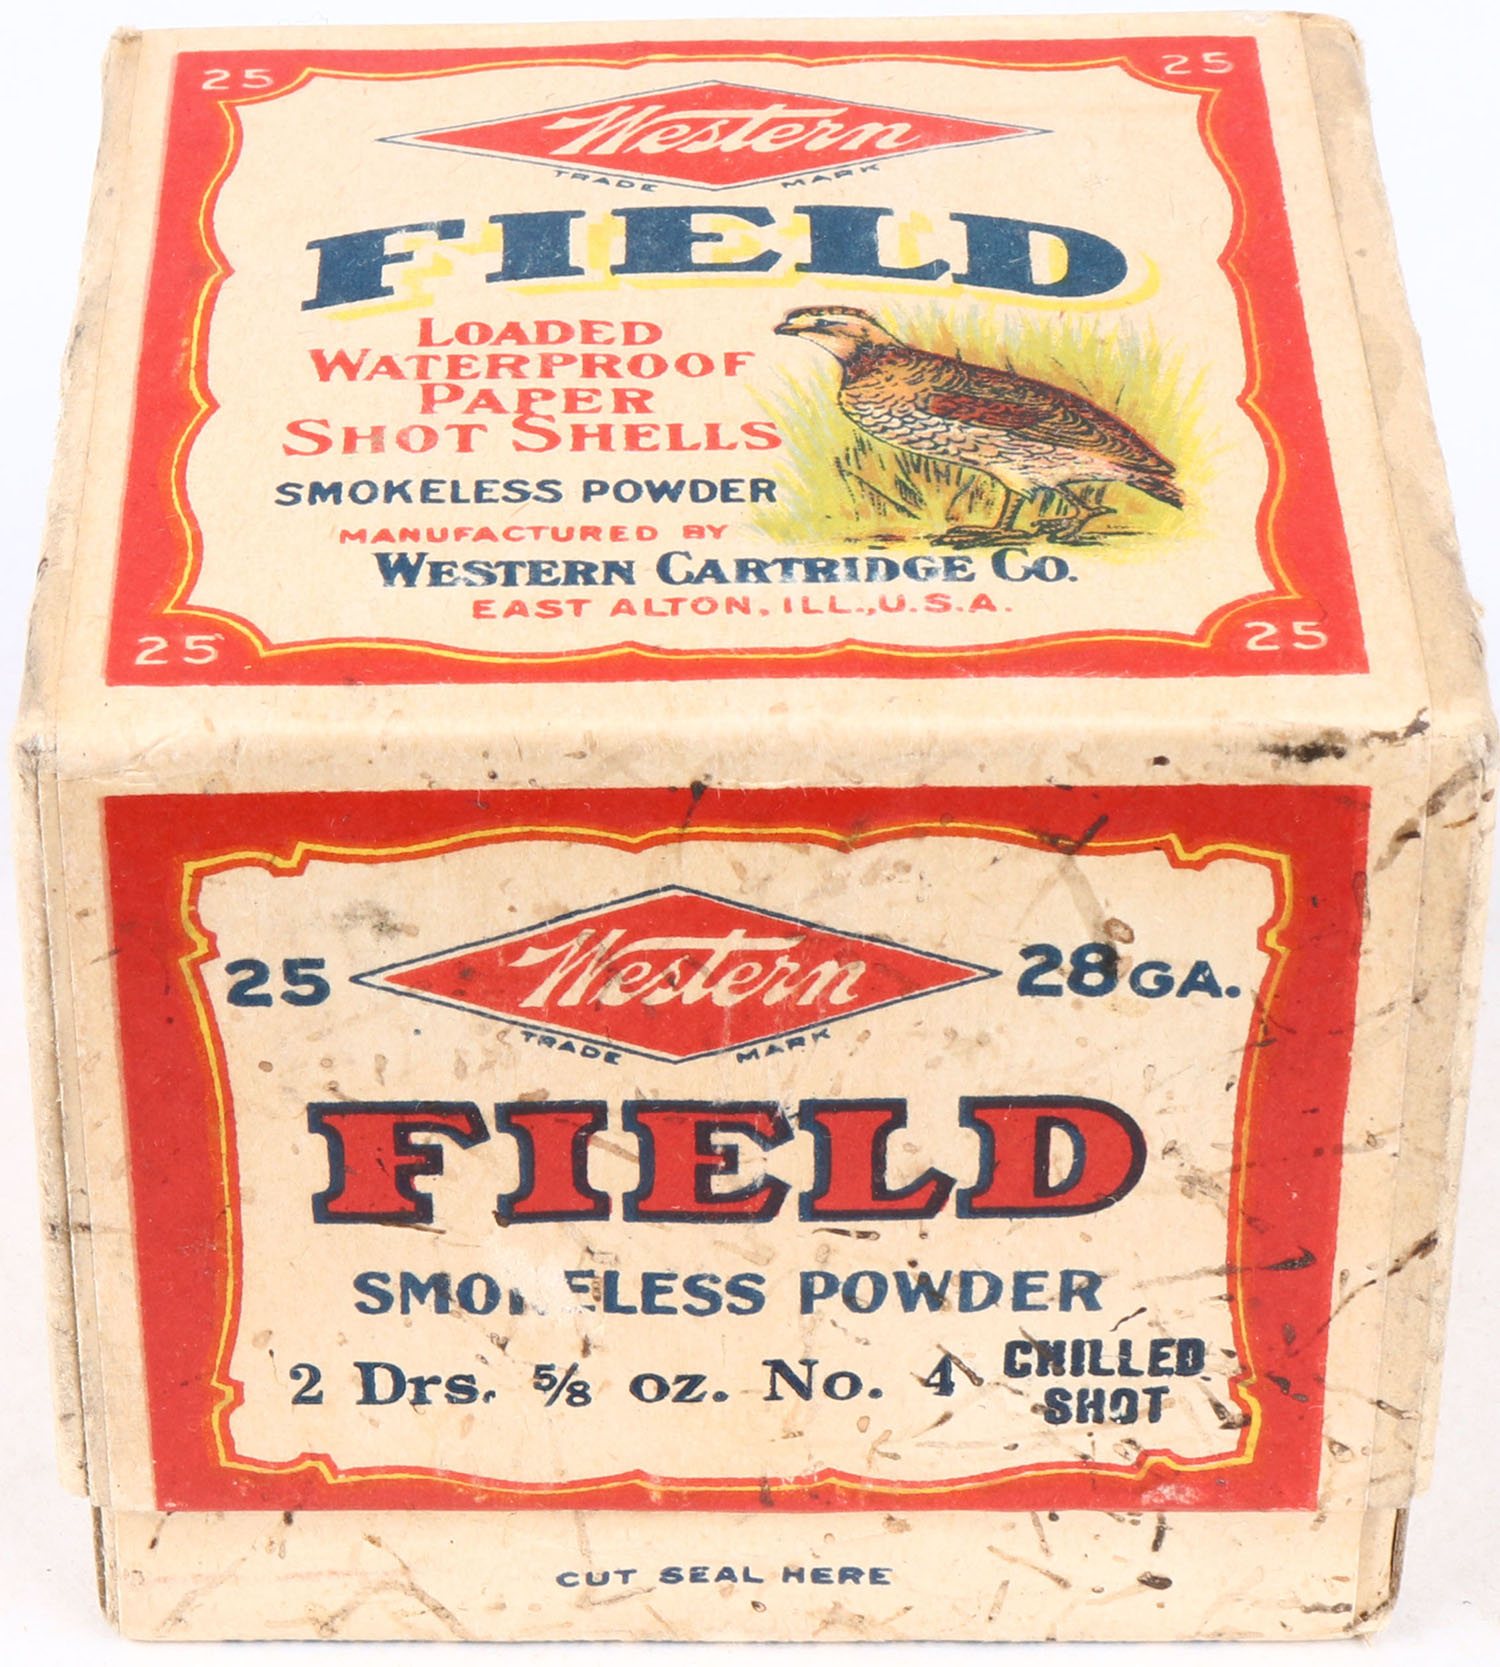 25 25
Western
TRADE MARK
FIELD
LOADED
WATERPROOF
PAPER
SHOT SHELLS
SMOKELESS POWDER
MANUFACTURED BY
WESTERN CARTRIDGE CO.
EAST ALTON, ILL., U.S.A.
25 25
25 Western 28 GA.
TRADE MARK
FIELD
SMOKELESS POWDER
2 Drs. 5/8 oz. No. 4 CHILLED
SHOT
CUT SEAL HERE